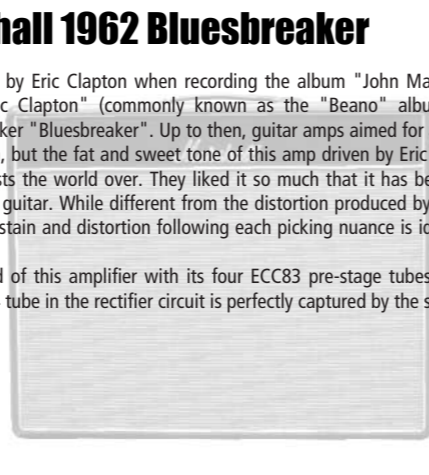 hall 1962 Bluesbreaker
by Eric Clapton when recording the album "John Ma
c Clapton" (commonly known as the "Beano" albu
ker "Bluesbreaker". Up to then, guitar amps aimed for
, but the fat and sweet tone of this amp driven by Eric
sts the world over. They liked it so much that it has be
guitar. While different from the distortion produced by
stain and distortion following each picking nuance is id
d of this amplifier with its four ECC83 pre-stage tubes
tube in the rectifier circuit is perfectly captured by the s